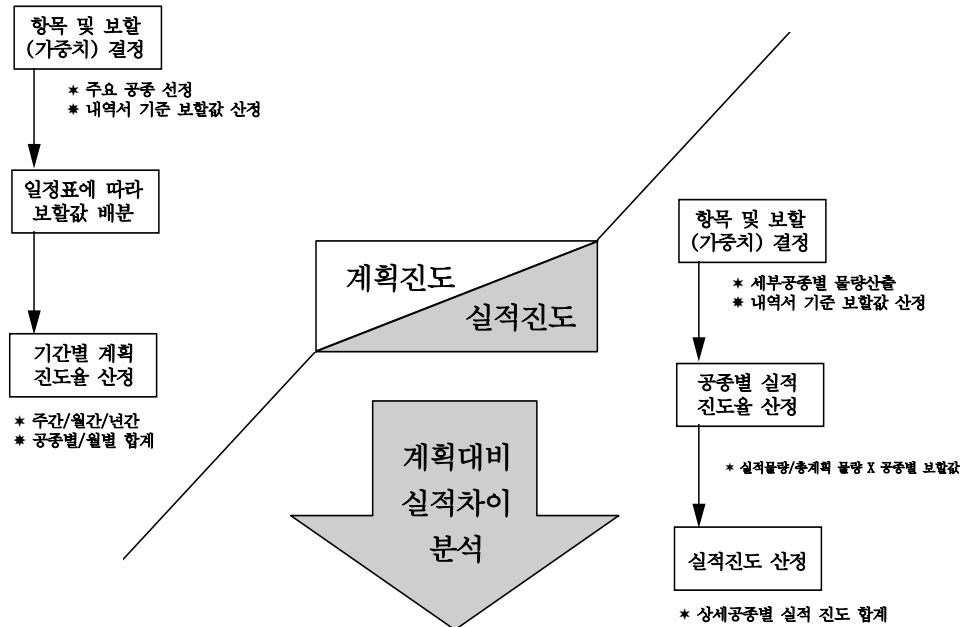 항목 및 보할
(가중치) 결정
✶ 주요 공종 선정
✷ 내역서 기준 보할값 산정
일정표에 따라
보할값 배분
기간별 계획
진도율 산정
✶ 주간/월간/년간
✷ 공종별/월별 합계
계획진도
실적진도
계획대비
실적차이
분석
항목 및 보할
(가중치) 결정
✶ 세부공종별 물량산출
✷ 내역서 기준 보할값 산정
공종별 실적
진도율 산정
✶ 실적물량/총계획 물량 X 공종별 보할값
실적진도 산정
✶ 상세공종별 실적 진도 합계